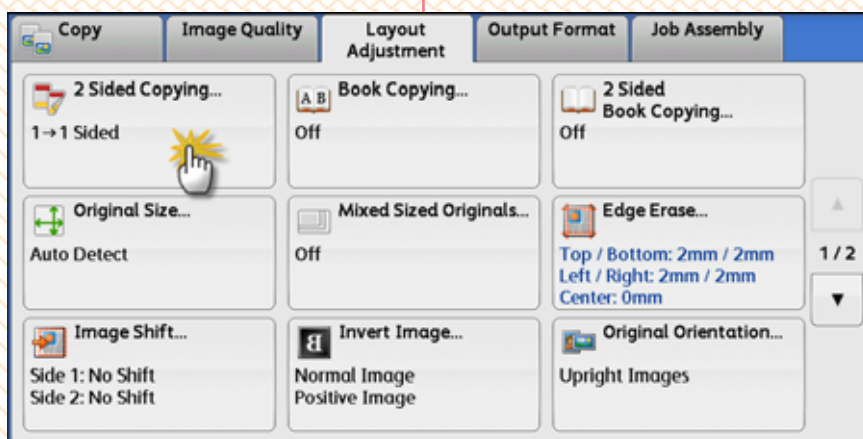 Copy
Image Quality
Layout
Adjustment
Output Format
Job Assembly
2 Sided Copying...
1→1 Sided
Book Copying...
Off
2 Sided
Book Copying...
Off
Original Size...
Auto Detect
Mixed Sized Originals...
Off
Edge Erase...
Top / Bottom: 2mm / 2mm
Left / Right: 2mm / 2mm
Center: 0mm
1/2
Image Shift...
Side 1: No Shift
Side 2: No Shift
Invert Image...
Normal Image
Positive Image
Original Orientation...
Upright Images